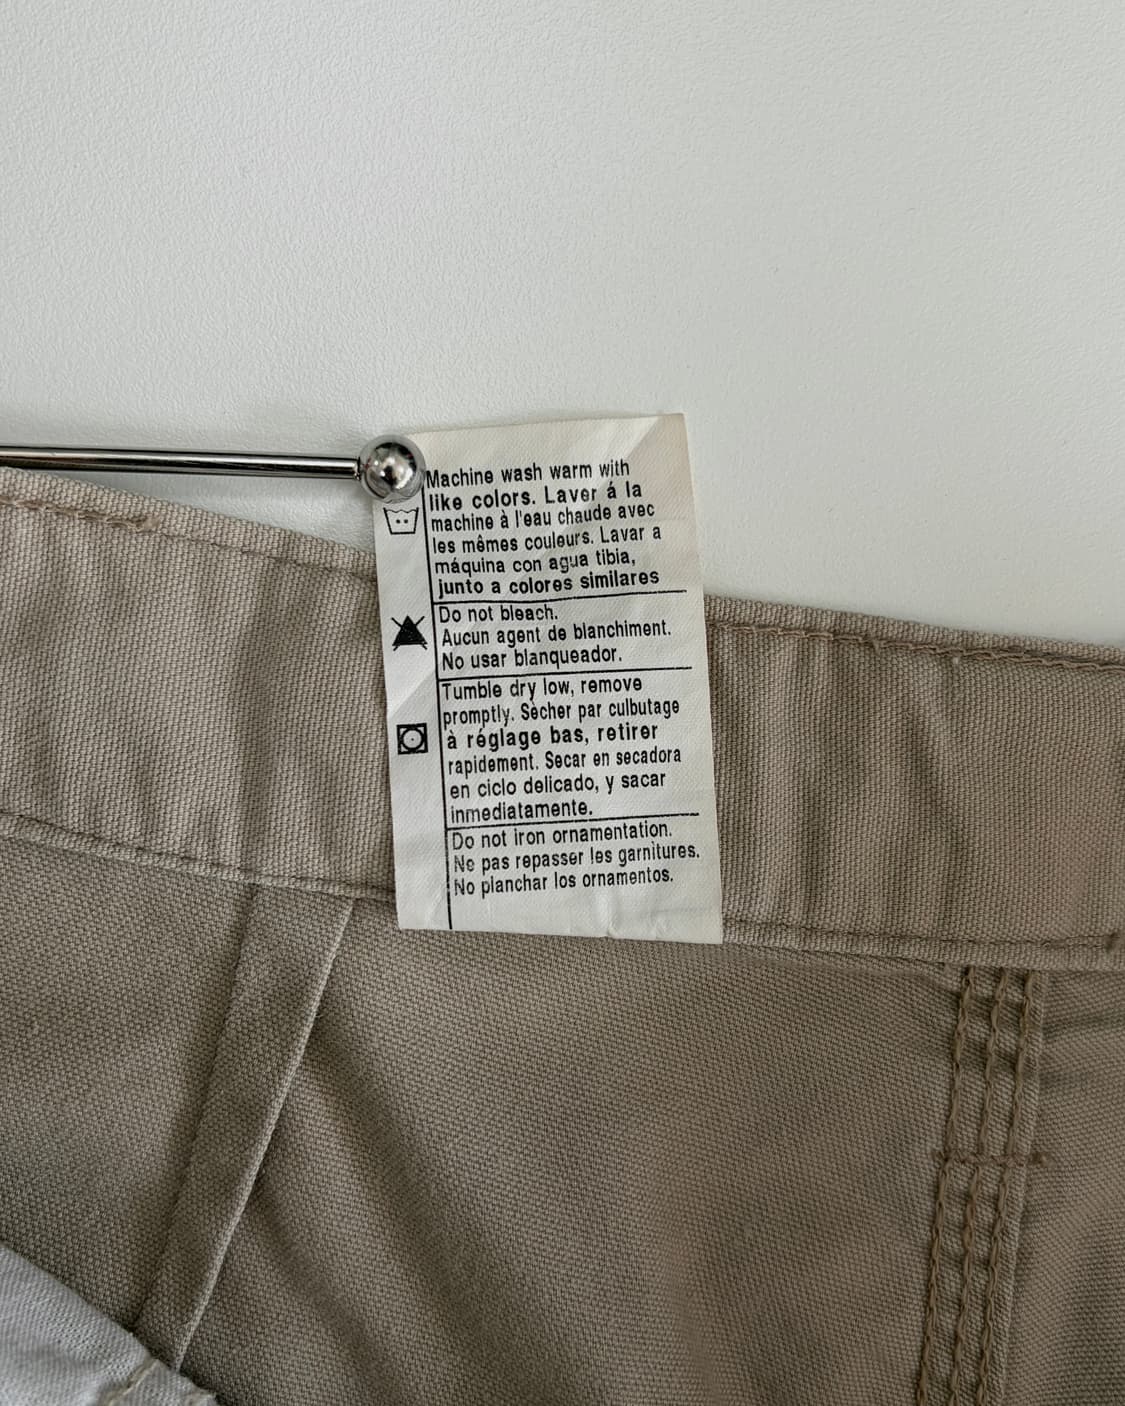 Machine wash warm with
like colors. Laver á la
machine à l'eau chaude avec
les mêmes couleurs. Lavar a
máquina con agua tibia,
junto a colores similares
Do not bleach.
Aucun agent de blanchiment.
No usar blanqueador.
Tumble dry low, remove
promptly. Sècher par culbutage
à réglage bas, retirer
rapidement. Secar en secadora
en ciclo delicado, y sacar
inmediatamente.
Do not iron ornamentation.
Ne pas repasser les garnitures.
No planchar los ornamentos.